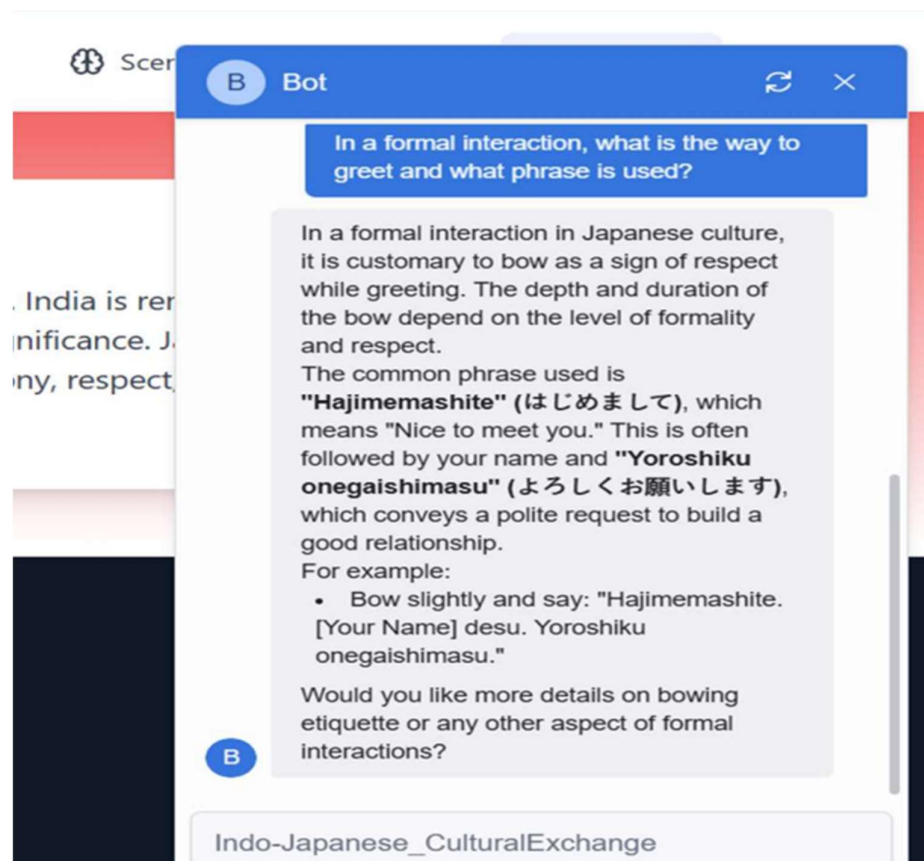 Scer
B Bot
In a formal interaction, what is the way to
greet and what phrase is used?
. India is rer
nificance. J
ny, respect,
In a formal interaction in Japanese culture,
it is customary to bow as a sign of respect
while greeting. The depth and duration of
the bow depend on the level of formality
and respect.
The common phrase used is
"Hajimemashite" (はじめまして), which
means "Nice to meet you." This is often
followed by your name and "Yoroshiku
onegaishimasu" (よろしくお願いします),
which conveys a polite request to build a
good relationship.
For example:
• Bow slightly and say: "Hajimemashite.
[Your Name] desu. Yoroshiku
onegaishimasu."
Would you like more details on bowing
etiquette or any other aspect of formal
interactions?
B
Indo-Japanese_CulturalExchange